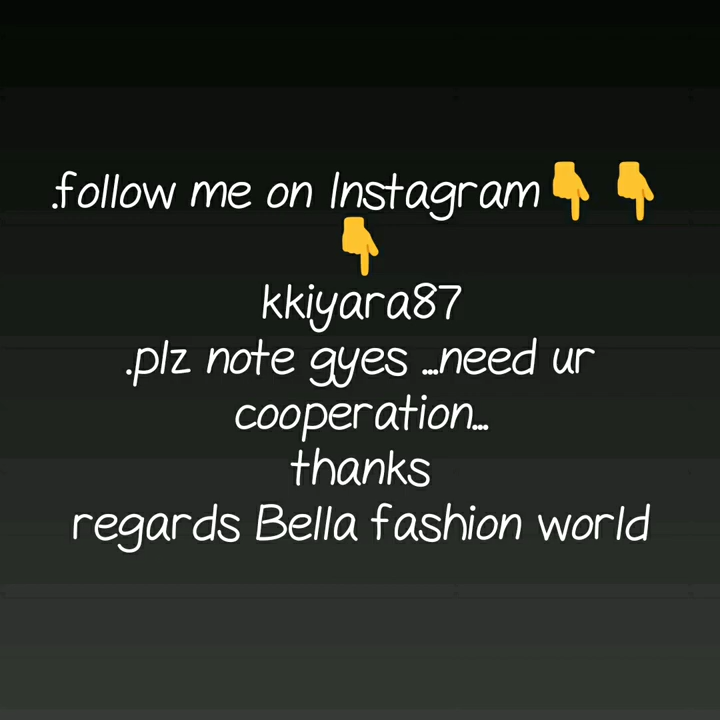 .follow me on Instagram👇 👇
👇
kkiyara87
.plz note gyes ...need ur
cooperation...
thanks
regards Bella fashion world